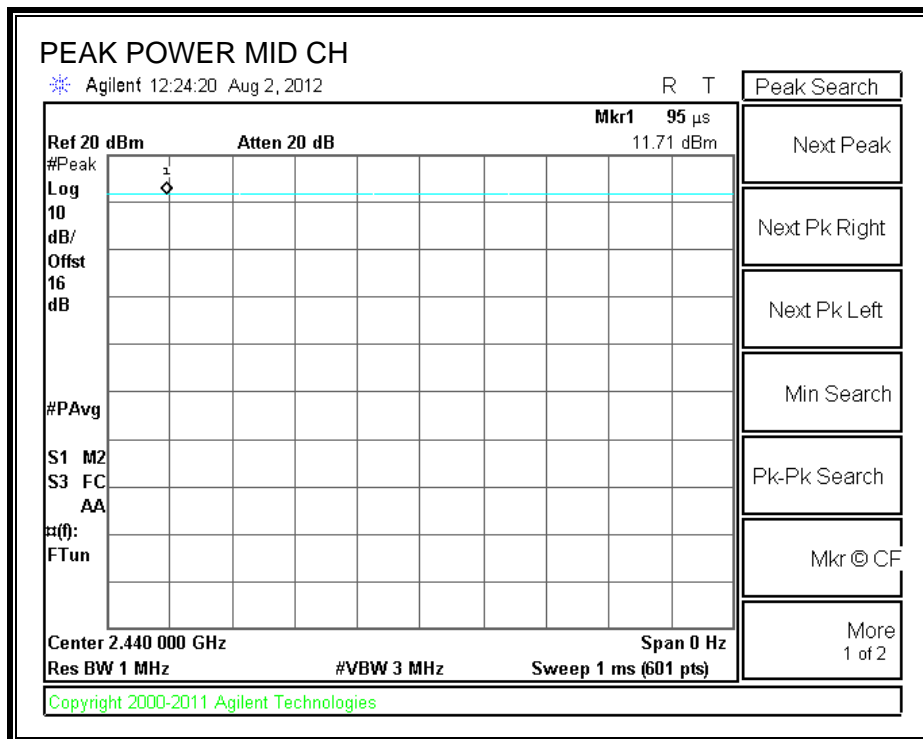 PEAK POWER MID CH
Agilent 12:24:20 Aug 2, 2012 R T
Peak Search
Mkr1 95 µs
Ref 20 dBm Atten 20 dB 11.71 dBm
#Peak
Log
10
dB/
Offst
16
dB
#PAvg
S1 M2
S3 FC
AA
¤(f):
FTun
1
Center 2.440 000 GHz Span 0 Hz
Res BW 1 MHz #VBW 3 MHz Sweep 1 ms (601 pts)
Copyright 2000-2011 Agilent Technologies
Next Peak
Next Pk Right
Next Pk Left
Min Search
Pk-Pk Search
Mkr © CF
More
1 of 2